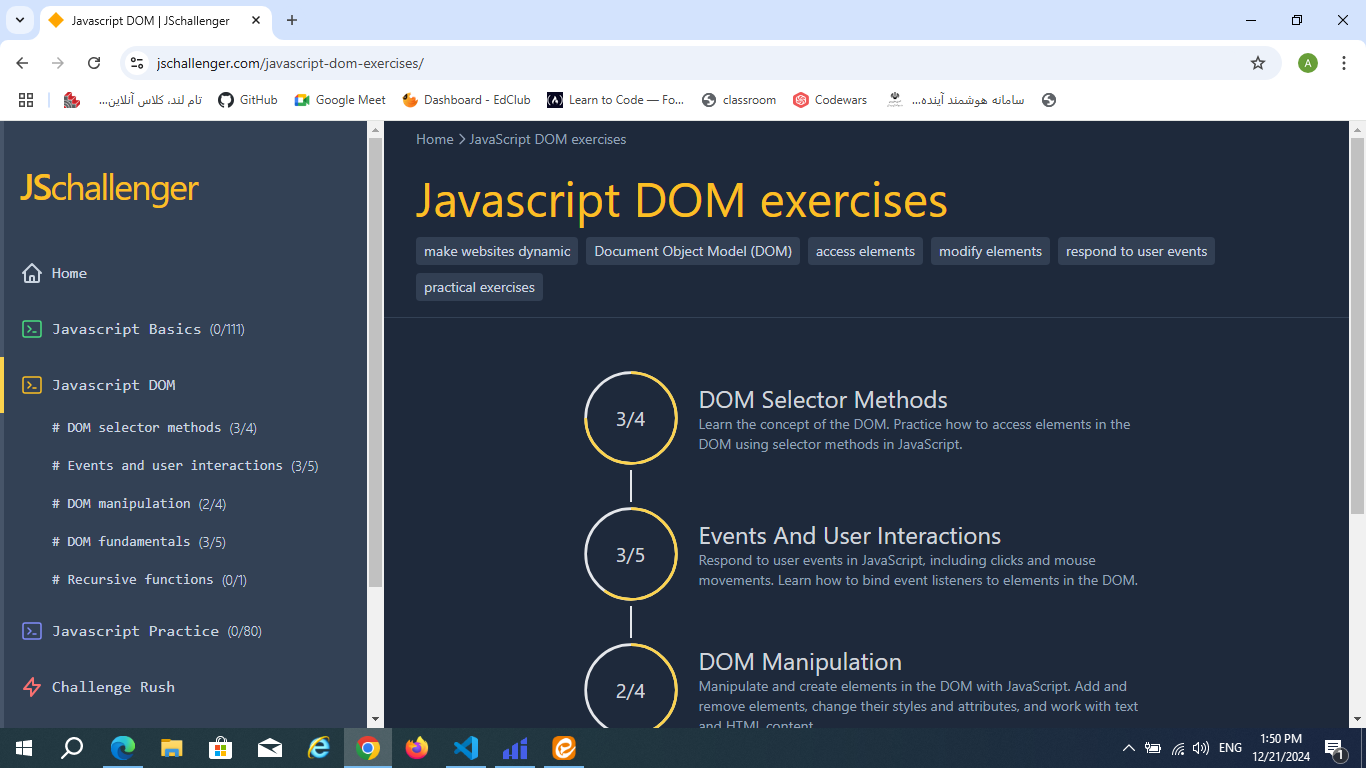 Javascript DOM | JSchallenger
jschallenger.com/javascript-dom-exercises/
تام لند، کلاس آنلاین...
GitHub
Google Meet
Dashboard - EdClub
Learn to Code — Fo...
classroom
Codewars
سامانه هوشمند آینده...
JSchallenger
Home
Javascript Basics (0/111)
Javascript DOM
# DOM selector methods (3/4)
# Events and user interactions (3/5)
# DOM manipulation (2/4)
# DOM fundamentals (3/5)
# Recursive functions (0/1)
Javascript Practice (0/80)
Challenge Rush
Home > JavaScript DOM exercises
Javascript DOM exercises
make websites dynamic
Document Object Model (DOM)
access elements
modify elements
respond to user events
practical exercises
3/4
DOM Selector Methods
Learn the concept of the DOM. Practice how to access elements in the
DOM using selector methods in JavaScript.
3/5
Events And User Interactions
Respond to user events in JavaScript, including clicks and mouse
movements. Learn how to bind event listeners to elements in the DOM.
2/4
DOM Manipulation
Manipulate and create elements in the DOM with JavaScript. Add and
remove elements, change their styles and attributes, and work with text
and HTML content.
A
ENG
1:50 PM
12/21/2024
1